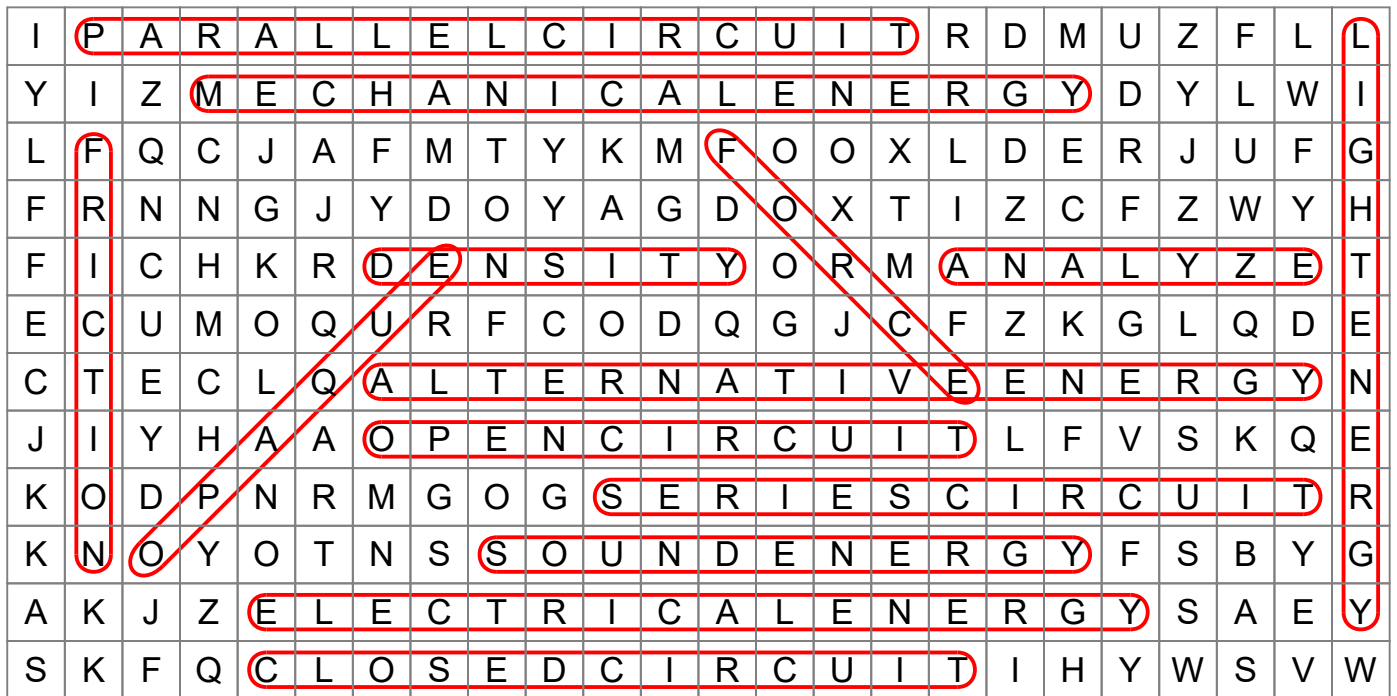 I P A R A L L E L C I R C U I T R D M U Z F L L
Y I Z M E C H A N I C A L E N E R G Y D Y L W I
L F Q C J A F M T Y K M F O O X L D E R J U F G
F R N N G J Y D O Y A G D O X T I Z C F Z W Y H
F I C H K R D E N S I T Y O R M A N A L Y Z E T
E C U M O Q U R F C O D Q G J C F Z K G L Q D E
C T E C L Q A L T E R N A T I V E E N E R G Y N
J I Y H A A O P E N C I R C U I T L F V S K Q E
K O D P N R M G O G S E R I E S C I R C U I T R
K N O Y O T N S S O U N D E N E R G Y F S B Y G
A K J Z E L E C T R I C A L E N E R G Y S A E Y
S K F Q C L O S E D C I R C U I T I H Y W S V W